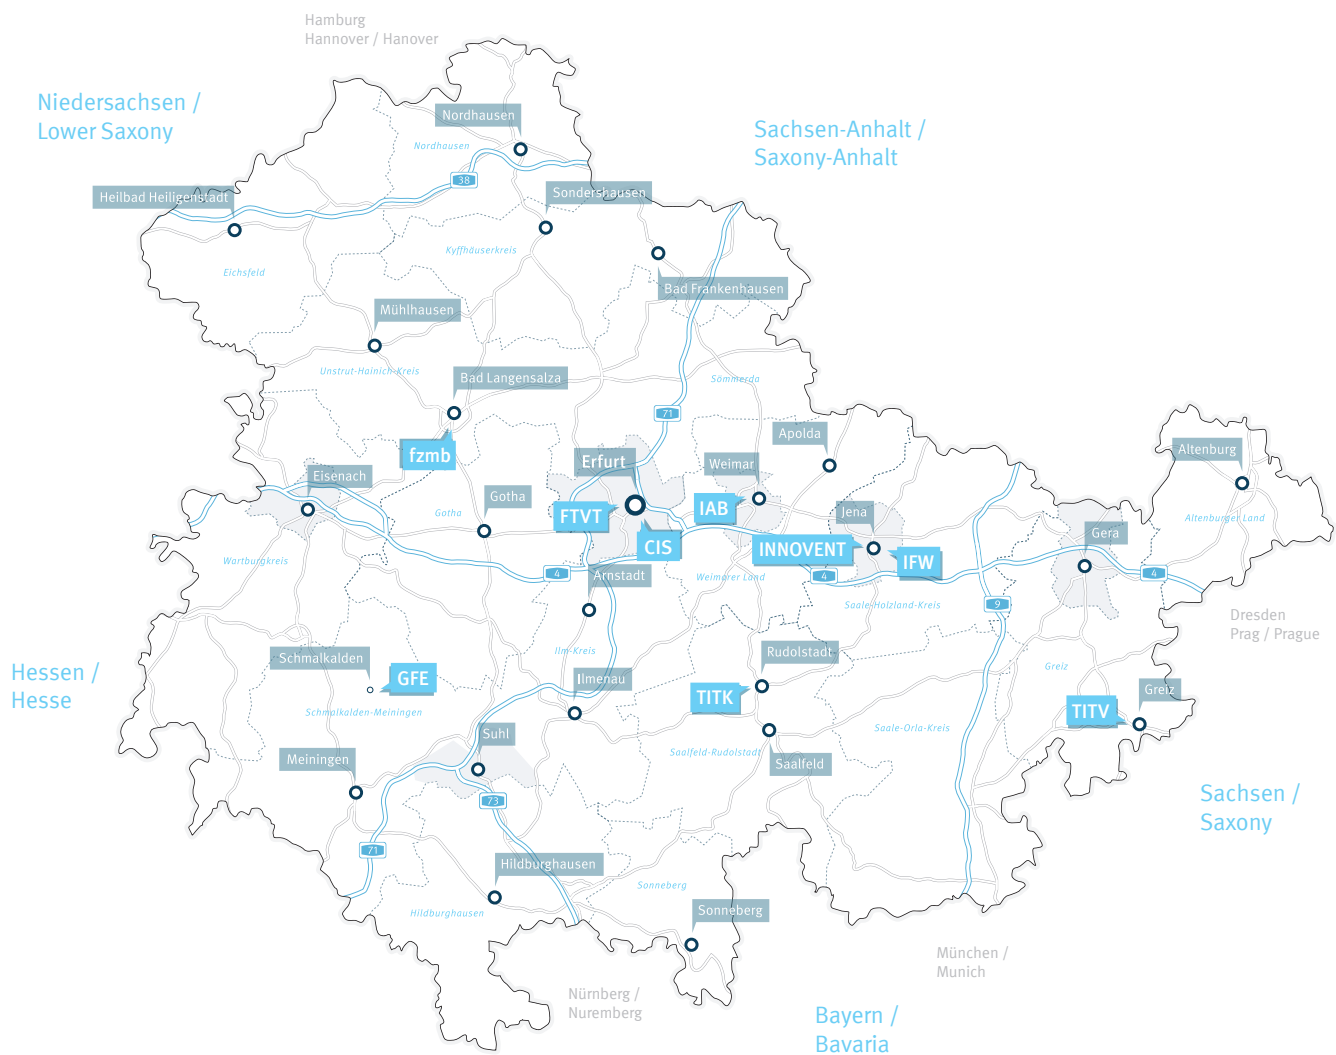 Hamburg
Hannover / Hanover
Niedersachsen /
Lower Saxony
Nordhausen
Nordhausen
Sachsen-Anhalt /
Saxony-Anhalt
38
Heilbad Heiligenstadt
Sondershausen
Kyffhäuserkreis
Eichsfeld
Bad Frankenhausen
Mühlhausen
Unstrut-Hainich-Kreis
Bad Langensalza
Sömmerda
71
Apolda
fzmb
Erfurt
Weimar
Altenburg
Eisenach
Gotha
Gotha
FTVT
IAB
Jena
Altenburger Land
Gera
CIS
INNOVENT
IFW
Wartburgkreis
4
Arnstadt
Weimarer Land
4
4
Saale-Holzland-Kreis
9
Dresden
Prag / Prague
Hessen /
Hesse
Schmalkalden
GFE
Ilm-Kreis
Rudolstadt
Greiz
Ilmenau
TITK
Greiz
TITV
Schmalkalden-Meiningen
Saale-Orla-Kreis
Suhl
Saalfeld-Rudolstadt
Meiningen
Saalfeld
Sachsen /
Saxony
73
71
Hildburghausen
Sonneberg
Hildburghausen
Sonneberg
München /
Munich
Nürnberg /
Nuremberg
Bayern /
Bavaria